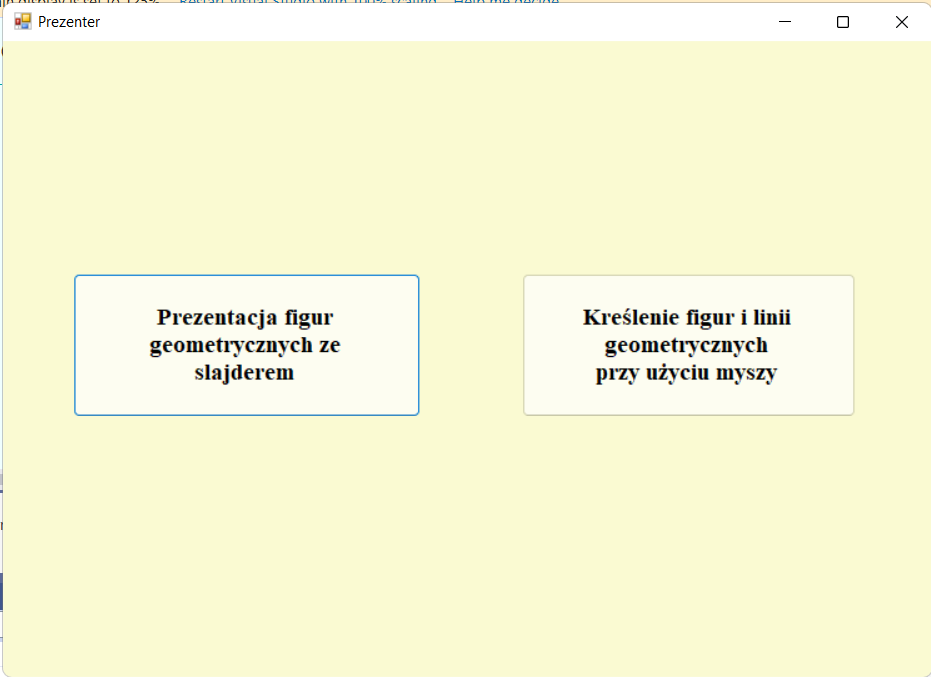 Prezenter
Prezentacja figur
geometrycznych ze
slajderem
Kreślenie figur i linii
geometrycznych
przy użyciu myszy